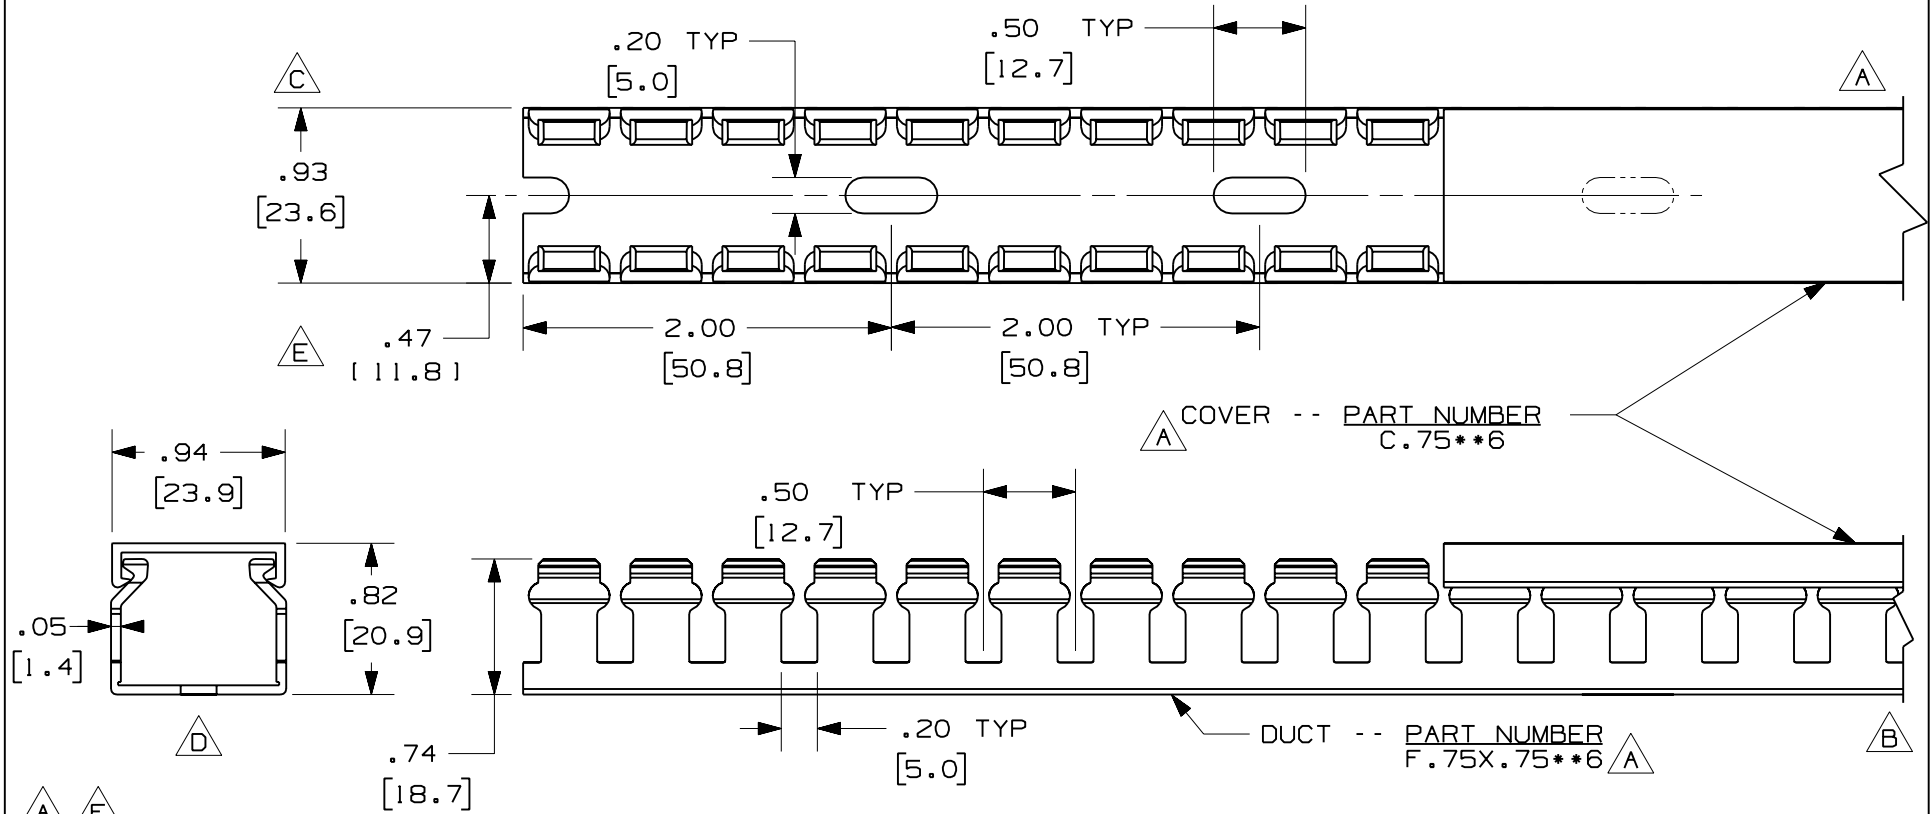 .20 TYP
[5.0]
.50 TYP
[12.7]
C
A
.93
[23.6]
E
.47
[11.8]
2.00
[50.8]
2.00 TYP
[50.8]
A COVER -- PART NUMBER
C.75**6
.94
[23.9]
.50 TYP
[12.7]
.82
[20.9]
.05
[1.4]
D
.74
[18.7]
.20 TYP
[5.0]
DUCT -- PART NUMBER
F.75X.75**6 A
B
A